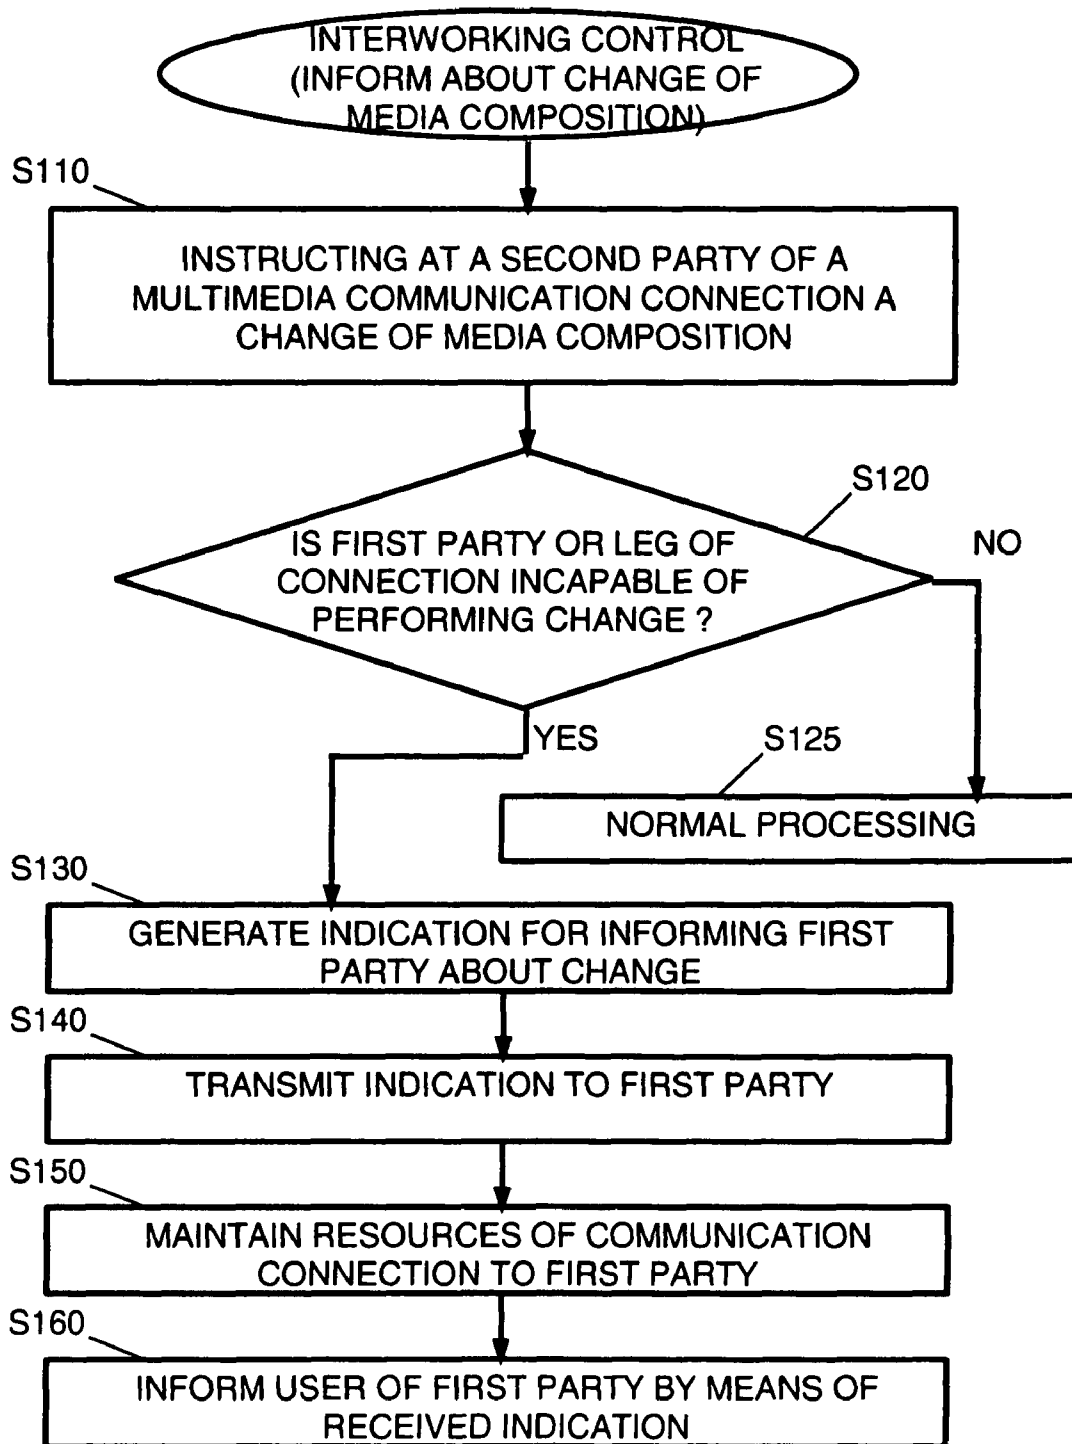 INTERWORKING CONTROL
(INFORM ABOUT CHANGE OF
MEDIA COMPOSITION)
S110
INSTRUCTING AT A SECOND PARTY OF A
MULTIMEDIA COMMUNICATION CONNECTION A
CHANGE OF MEDIA COMPOSITION
S120
IS FIRST PARTY OR LEG OF
CONNECTION INCAPABLE OF
PERFORMING CHANGE ?
NO
YES
S125
NORMAL PROCESSING
S130
GENERATE INDICATION FOR INFORMING FIRST
PARTY ABOUT CHANGE
S140
TRANSMIT INDICATION TO FIRST PARTY
S150
MAINTAIN RESOURCES OF COMMUNICATION
CONNECTION TO FIRST PARTY
S160
INFORM USER OF FIRST PARTY BY MEANS OF
RECEIVED INDICATION